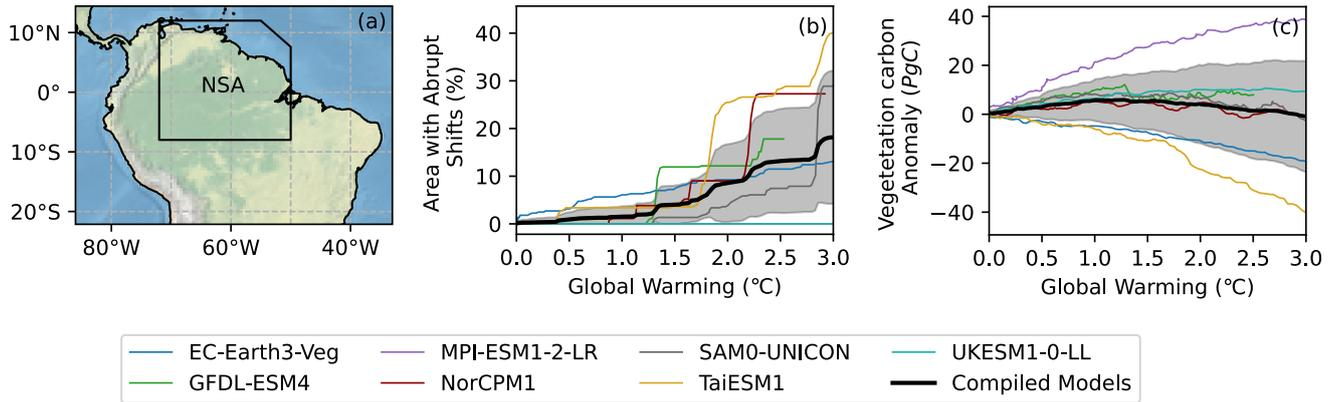 (a)
10°N
0°
10°S
20°S
80°W 60°W 40°W
NSA
(b)
Area with Abrupt
Shifts (%)
40
30
20
10
0
0.0 0.5 1.0 1.5 2.0 2.5 3.0
Global Warming (℃)
(c)
Vegetetation carbon
Anomaly (PgC)
40
20
0
−20
−40
0.0 0.5 1.0 1.5 2.0 2.5 3.0
Global Warming (℃)
EC-Earth3-Veg MPI-ESM1-2-LR SAM0-UNICON UKESM1-0-LL
GFDL-ESM4 NorCPM1 TaiESM1 Compiled Models